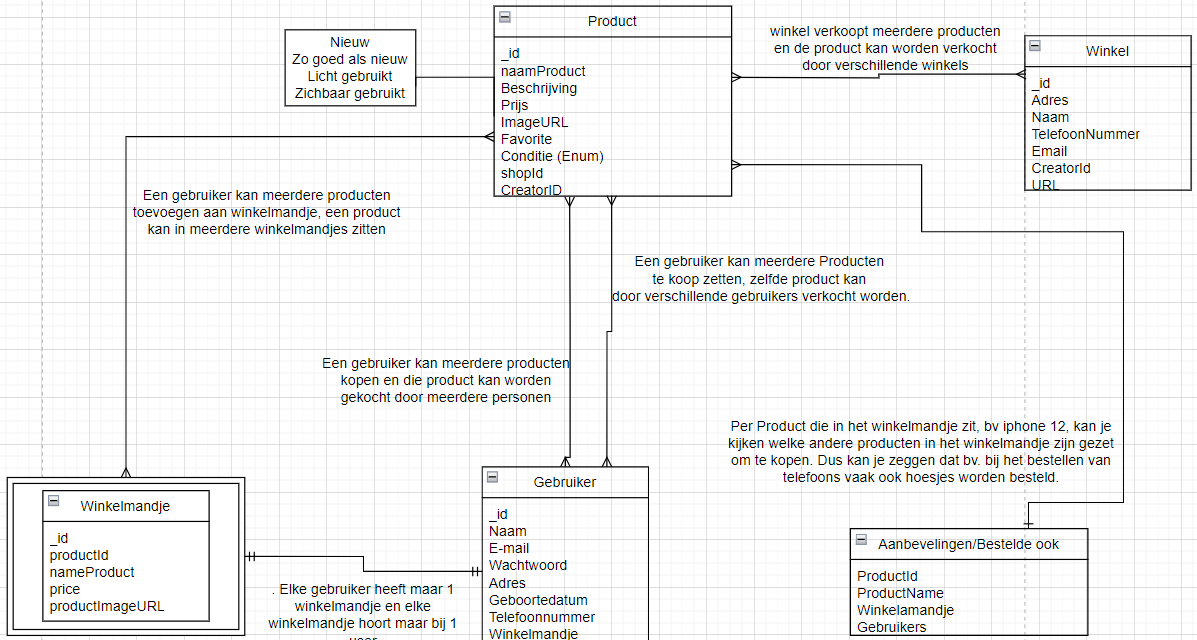 Nieuw
Zo goed als nieuw
Licht gebruikt
Zichbaar gebruikt
Product
_id
naamProduct
Beschrijving
Prijs
ImageURL
Favorite
Conditie (Enum)
shopId
CreatorID
winkel verkoopt meerdere producten
en de product kan worden verkocht
door verschillende winkels
Winkel
_id
Adres
Naam
TelefoonNummer
Email
CreatorId
URL
Een gebruiker kan meerdere producten
toevoegen aan winkelmandje, een product
kan in meerdere winkelmandjes zitten
Een gebruiker kan meerdere Producten
te koop zetten, zelfde product kan
door verschillende gebruikers verkocht worden.
Een gebruiker kan meerdere producten
kopen en die product kan worden
gekocht door meerdere personen
Per Product die in het winkelmandje zit, bv iphone 12, kan je
kijken welke andere producten in het winkelmandje zijn gezet
om te kopen. Dus kan je zeggen dat bv. bij het bestellen van
telefoons vaak ook hoesjes worden besteld.
Winkelmandje
_id
productId
nameProduct
price
productImageURL
. Elke gebruiker heeft maar 1
winkelmandje en elke
winkelmandje hoort maar bij 1
Gebruiker
_id
Naam
E-mail
Wachtwoord
Adres
Geboortedatum
Telefoonnummer
Winkelmandje
Aanbevelingen/Bestelde ook
ProductId
ProductName
Winkelamandje
Gebruikers